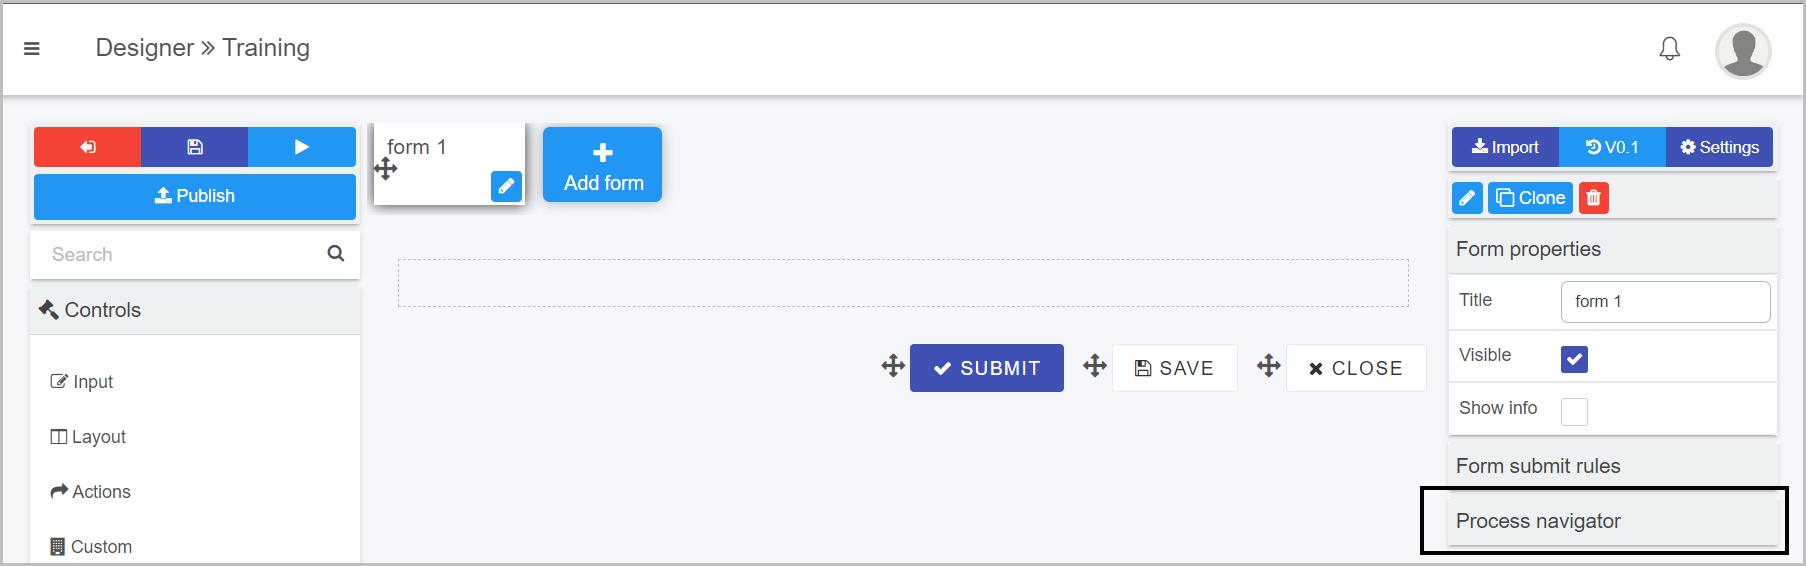 Designer » Training
Publish
Search
Controls
Input
Layout
Actions
Custom
form 1
Add form
SUBMIT
SAVE
CLOSE
Import
V0.1
Settings
Clone
Form properties
Title
form 1
Visible
Show info
Form submit rules
Process navigator